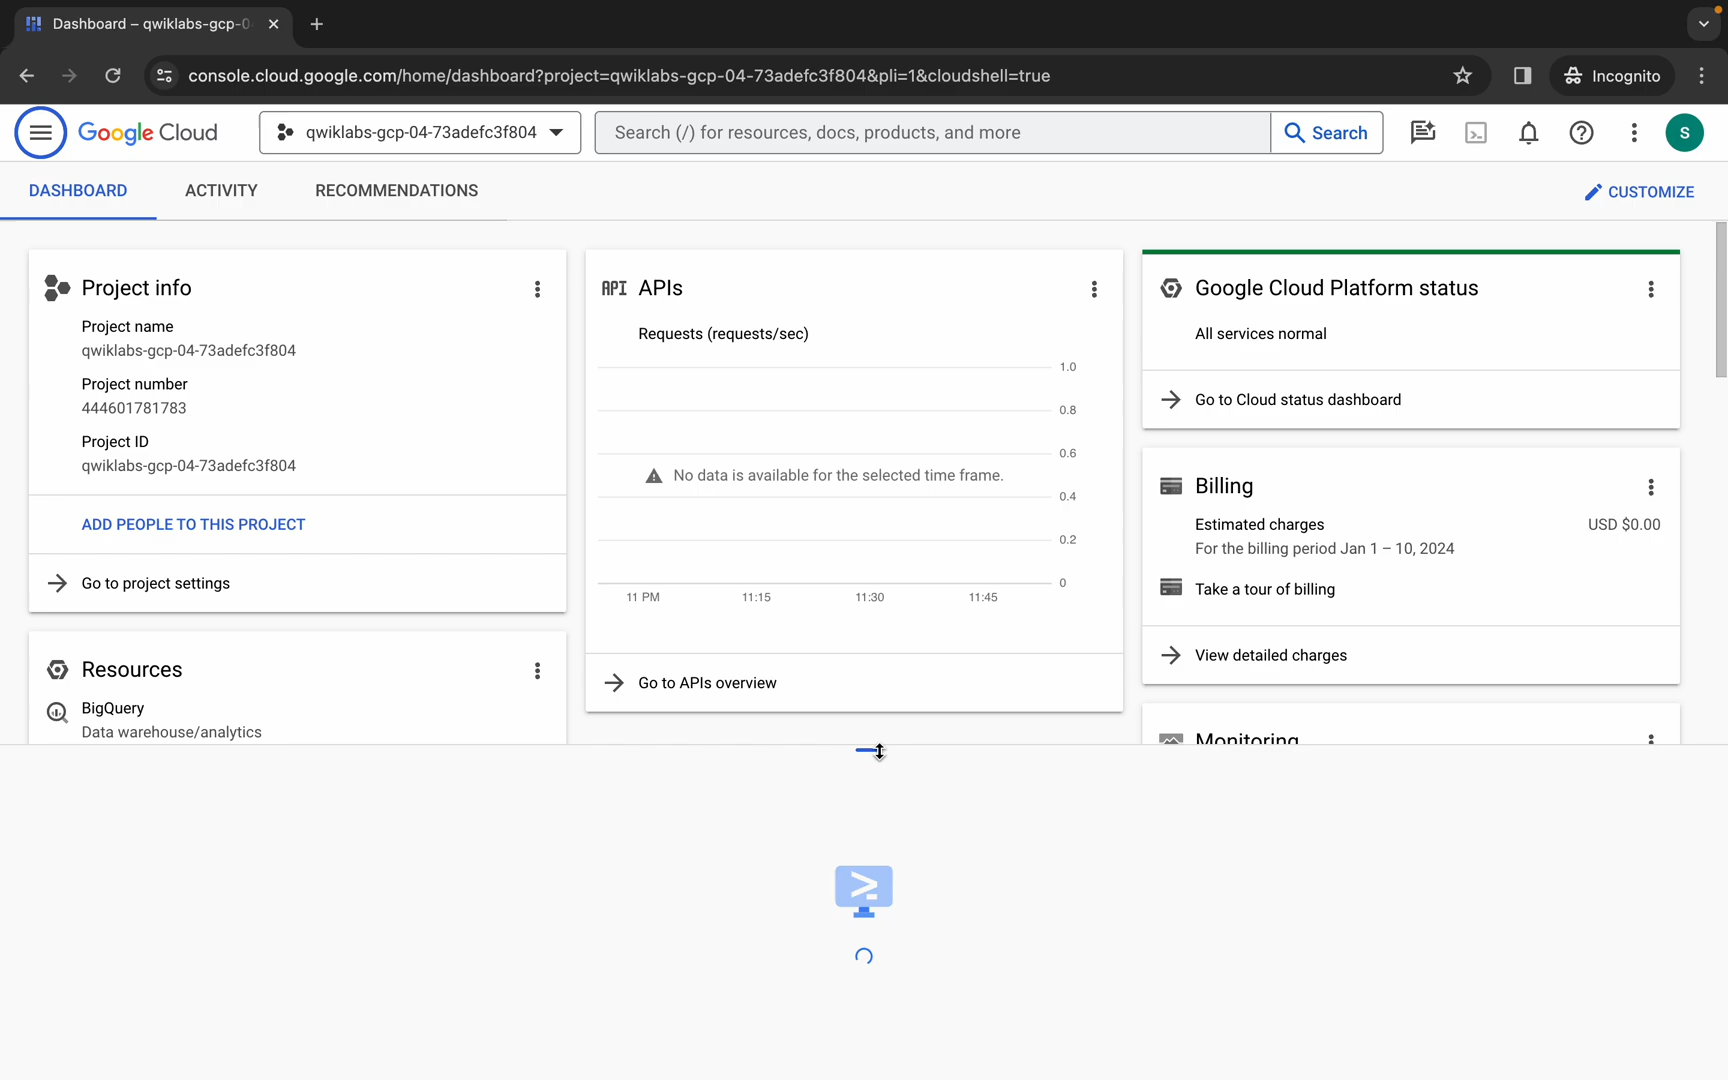 Dashboard – qwiklabs-gcp-0
console.cloud.google.com/home/dashboard?project=qwiklabs-gcp-04-73adefc3f804&pli=1&cloudshell=true
Incognito
Google Cloud
qwiklabs-gcp-04-73adefc3f804
Search (/) for resources, docs, products, and more
Search
S
DASHBOARD
ACTIVITY
RECOMMENDATIONS
CUSTOMIZE
Project info
Project name
qwiklabs-gcp-04-73adefc3f804
Project number
444601781783
Project ID
qwiklabs-gcp-04-73adefc3f804
ADD PEOPLE TO THIS PROJECT
Go to project settings
Resources
BigQuery
Data warehouse/analytics
API APIs
Requests (requests/sec)
1.0
0.8
0.6
No data is available for the selected time frame.
0.4
0.2
0
11 PM
11:15
11:30
11:45
Go to APIs overview
Google Cloud Platform status
All services normal
Go to Cloud status dashboard
Billing
Estimated charges
USD $0.00
For the billing period Jan 1 – 10, 2024
Take a tour of billing
View detailed charges
Monitoring